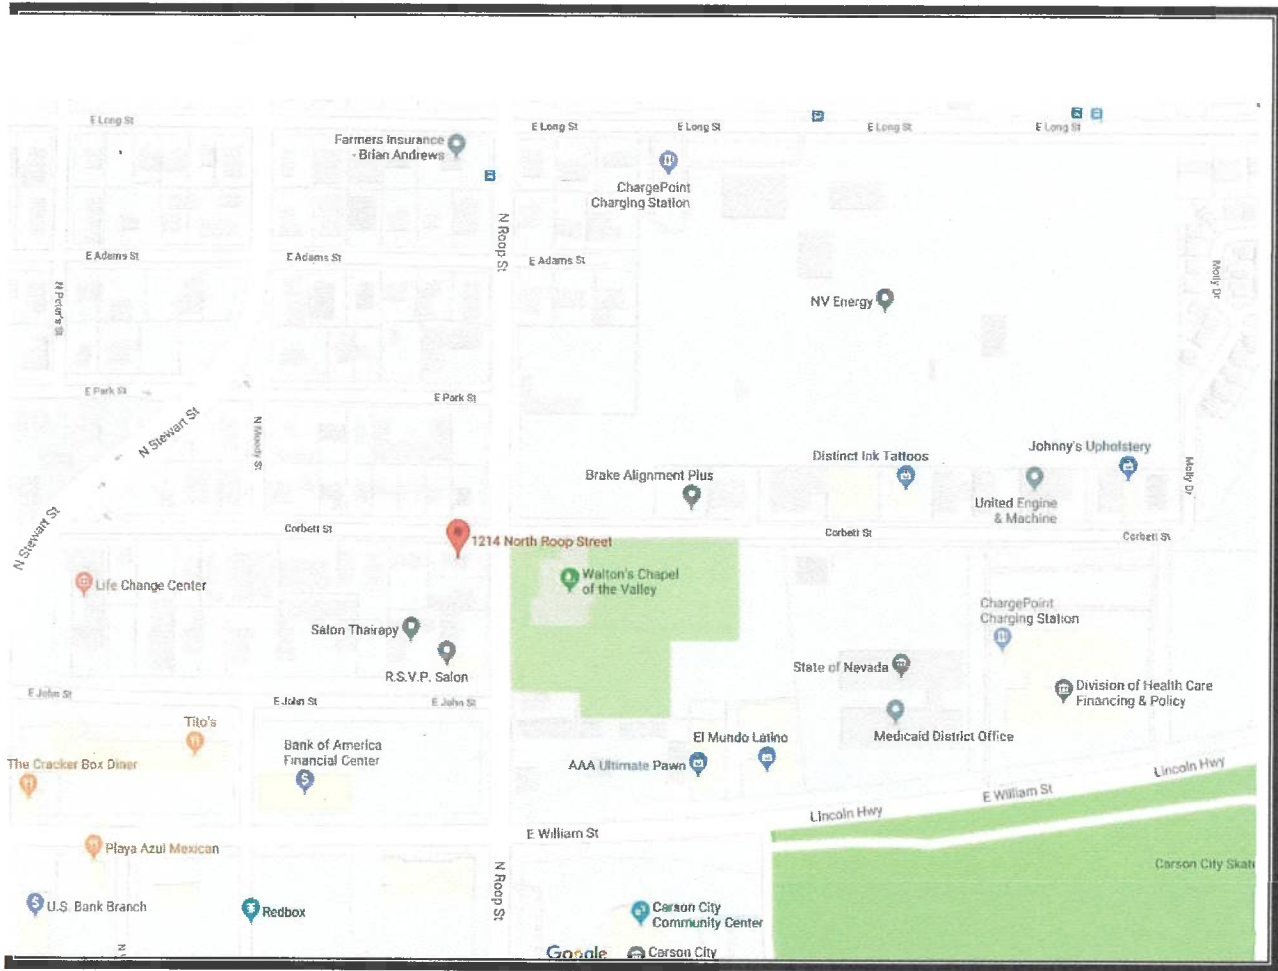 E Long St
E Long St
E Long St
E Long St
E Long St
Farmers Insurance
- Brian Andrews
ChargePoint
Charging Station
N Roop St
E Adams St
E Adams St
E Adams St
Molly Dr
N Peter's St
NV Energy
E Park St
E Park St
N Stewart St
N Moody St
Johnny's Upholstery
Distinct Ink Tattoos
Molly Dr
Brake Alignment Plus
United Engine
& Machine
N Stewart St
Corbett St
Corbett St
Corbett St
1214 North Roop Street
Life Change Center
Walton's Chapel
of the Valley
ChargePoint
Charging Station
Salon Thairapy
R.S.V.P. Salon
State of Nevada
Division of Health Care
Financing & Policy
E John St
E John St
E John St
Tito's
Medicaid District Office
El Mundo Latino
Bank of America
Financial Center
The Cracker Box Diner
AAA Ultimate Pawn
Lincoln Hwy
E William St
Lincoln Hwy
E William St
Playa Azul Mexican
Carson City Skate
N Roop St
U.S. Bank Branch
Redbox
Carson City
Community Center
Google
Carson City